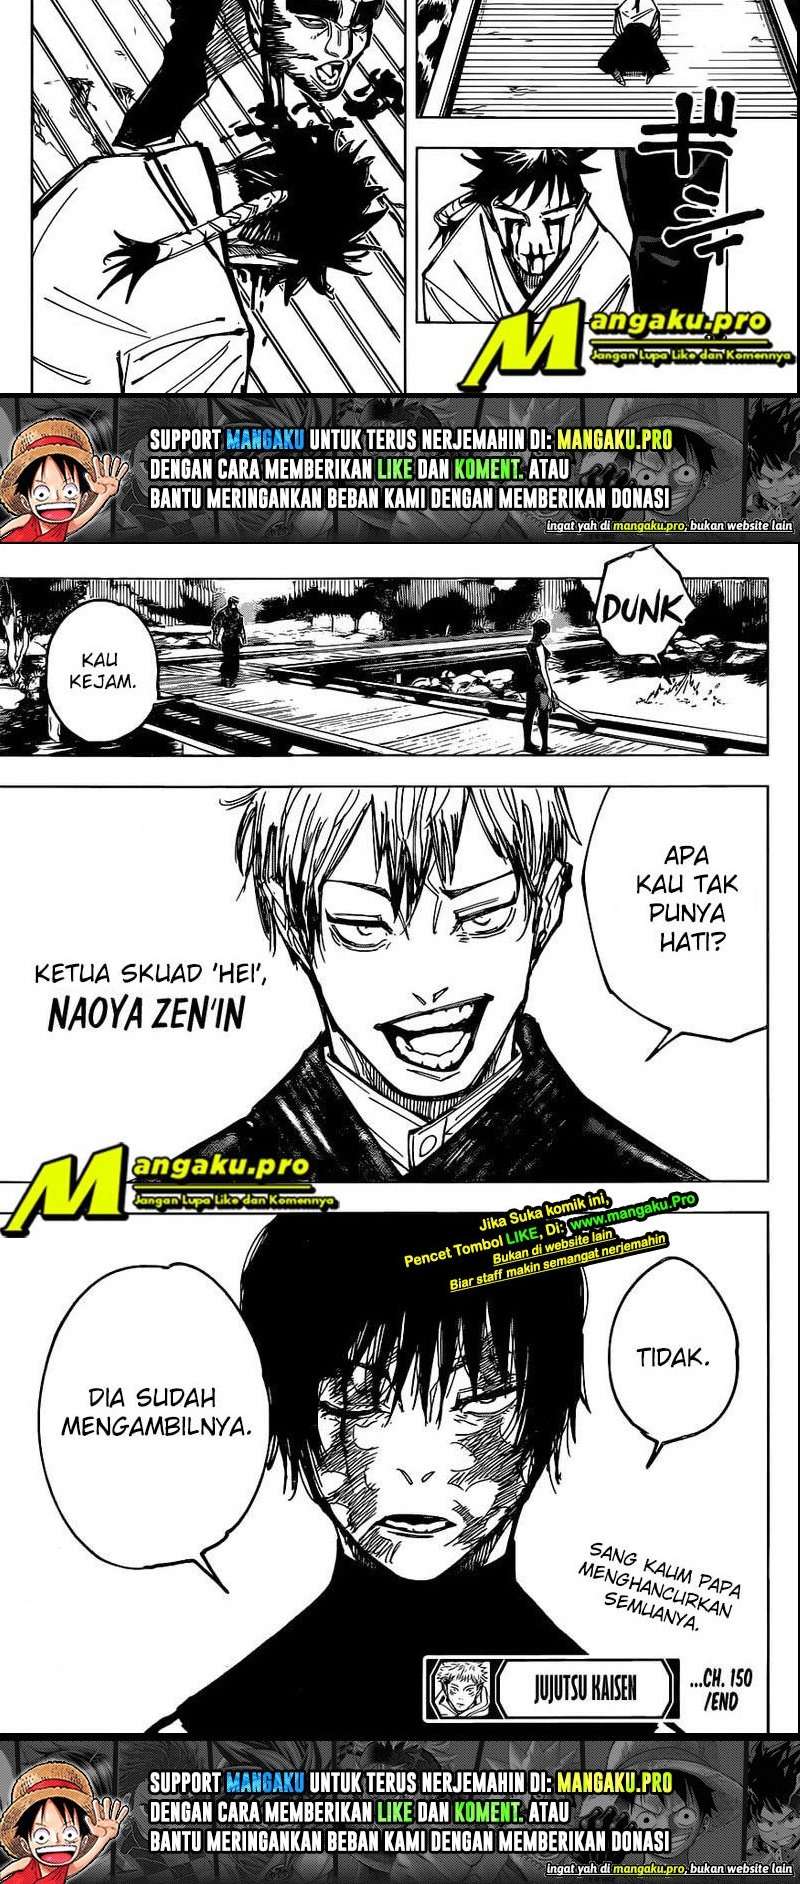 ギ
ミ
Mangaku.pro
Jangan Lupa Like dan Komennya.
SUPPORT MANGAKU UNTUK TERUS NERJEMAHIN DI: MANGAKU.PRO
DENGAN CARA MEMBERIKAN LIKE DAN KOMENT. ATAU
BANTU MERINGANKAN BEBAN KAMI DENGAN MEMBERIKAN DONASI
ingat yah di mangaku.pro, bukan website lain
DUNK
KAU
KEJAM.
APA
KAU TAK
PUNYA
HATI?
KETUA SKUAD 'HEI',
NAOYA ZEN'IN
Mangaku.pro
Jangan Lupa Like dan Komennya.
Jika Suka komik ini,
Pencet Tombol LIKE, Di: www.mangaku.Pro
Bukan di website lain
Biar staff makin semangat nerjemahin
TIDAK.
DIA SUDAH
MENGAMBILNYA.
SANG KAUM PAPA
MENGHANCURKAN
SEMUANYA.
JUJUTSU KAISEN
...CH. 150
/END
SUPPORT MANGAKU UNTUK TERUS NERJEMAHIN DI: MANGAKU.PRO
DENGAN CARA MEMBERIKAN LIKE DAN KOMENT. ATAU
BANTU MERINGANKAN BEBAN KAMI DENGAN MEMBERIKAN DONASI
ingat yah di mangaku.pro, bukan website lain